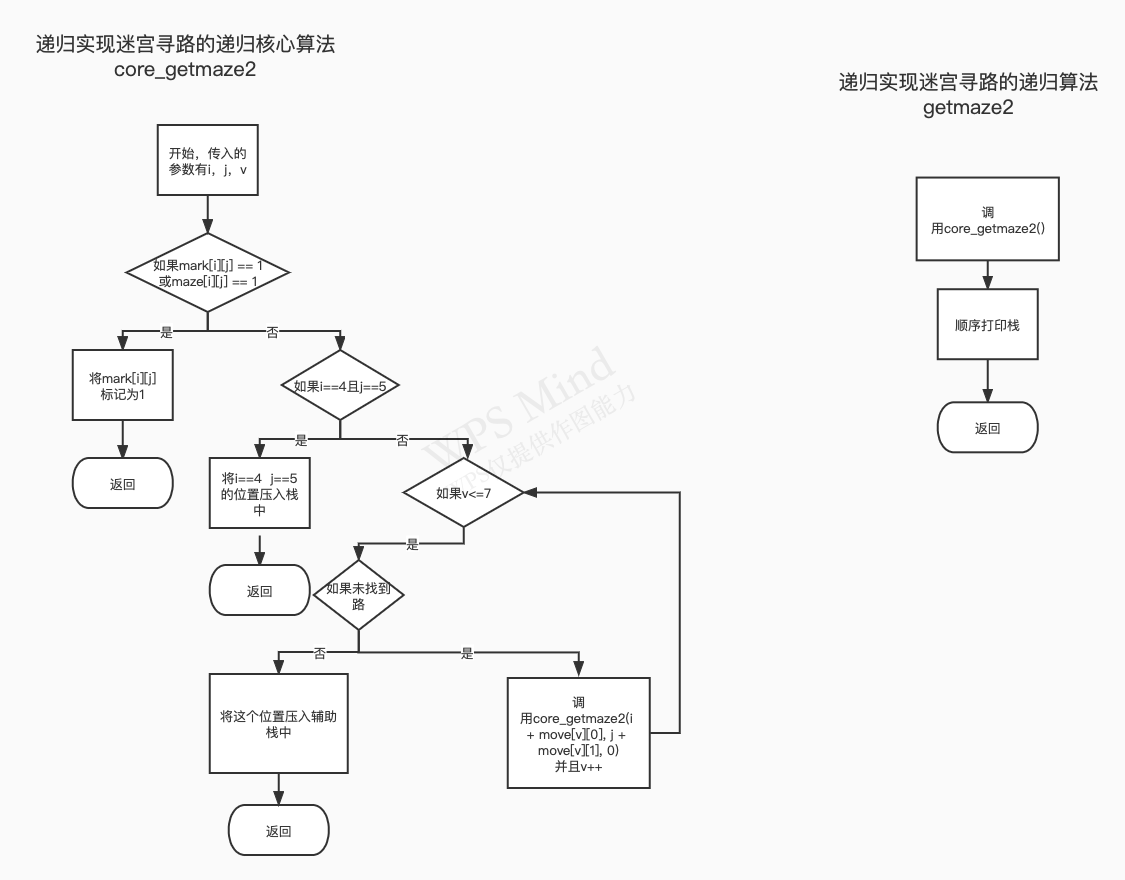 递归实现迷宫寻路的递归核心算法
core_getmaze2
开始，传入的
参数有i，j，v
如果mark[i][j] == 1
或maze[i][j] == 1
是
否
将mark[i][j]
标记为1
返回
如果i==4且j==5
是
否
将i==4 j==5
的位置压入栈
中
返回
如果v<=7
是
如果未找到
路
否
是
将这个位置压入辅助
栈中
返回
调
用core_getmaze2(i
+ move[v][0], j +
move[v][1], 0)
并且v++
WPS Mind
WPS仅提供作图能力
递归实现迷宫寻路的递归算法
getmaze2
调
用core_getmaze2()
顺序打印栈
返回